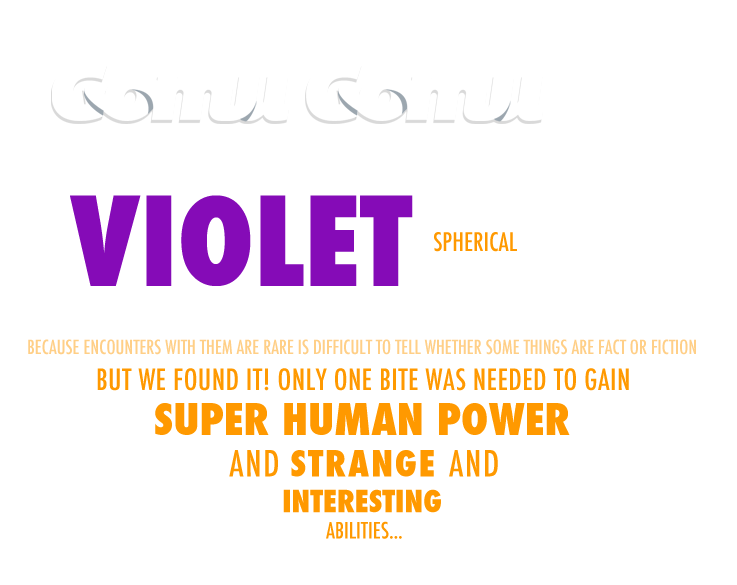 Gomu Gomu
VIOLET SPHERICAL
BECAUSE ENCOUNTERS WITH THEM ARE RARE IS DIFFICULT TO TELL WHETHER SOME THINGS ARE FACT OR FICTION
BUT WE FOUND IT! ONLY ONE BITE WAS NEEDED TO GAIN
SUPER HUMAN POWER
AND STRANGE AND
INTERESTING
ABILITIES...